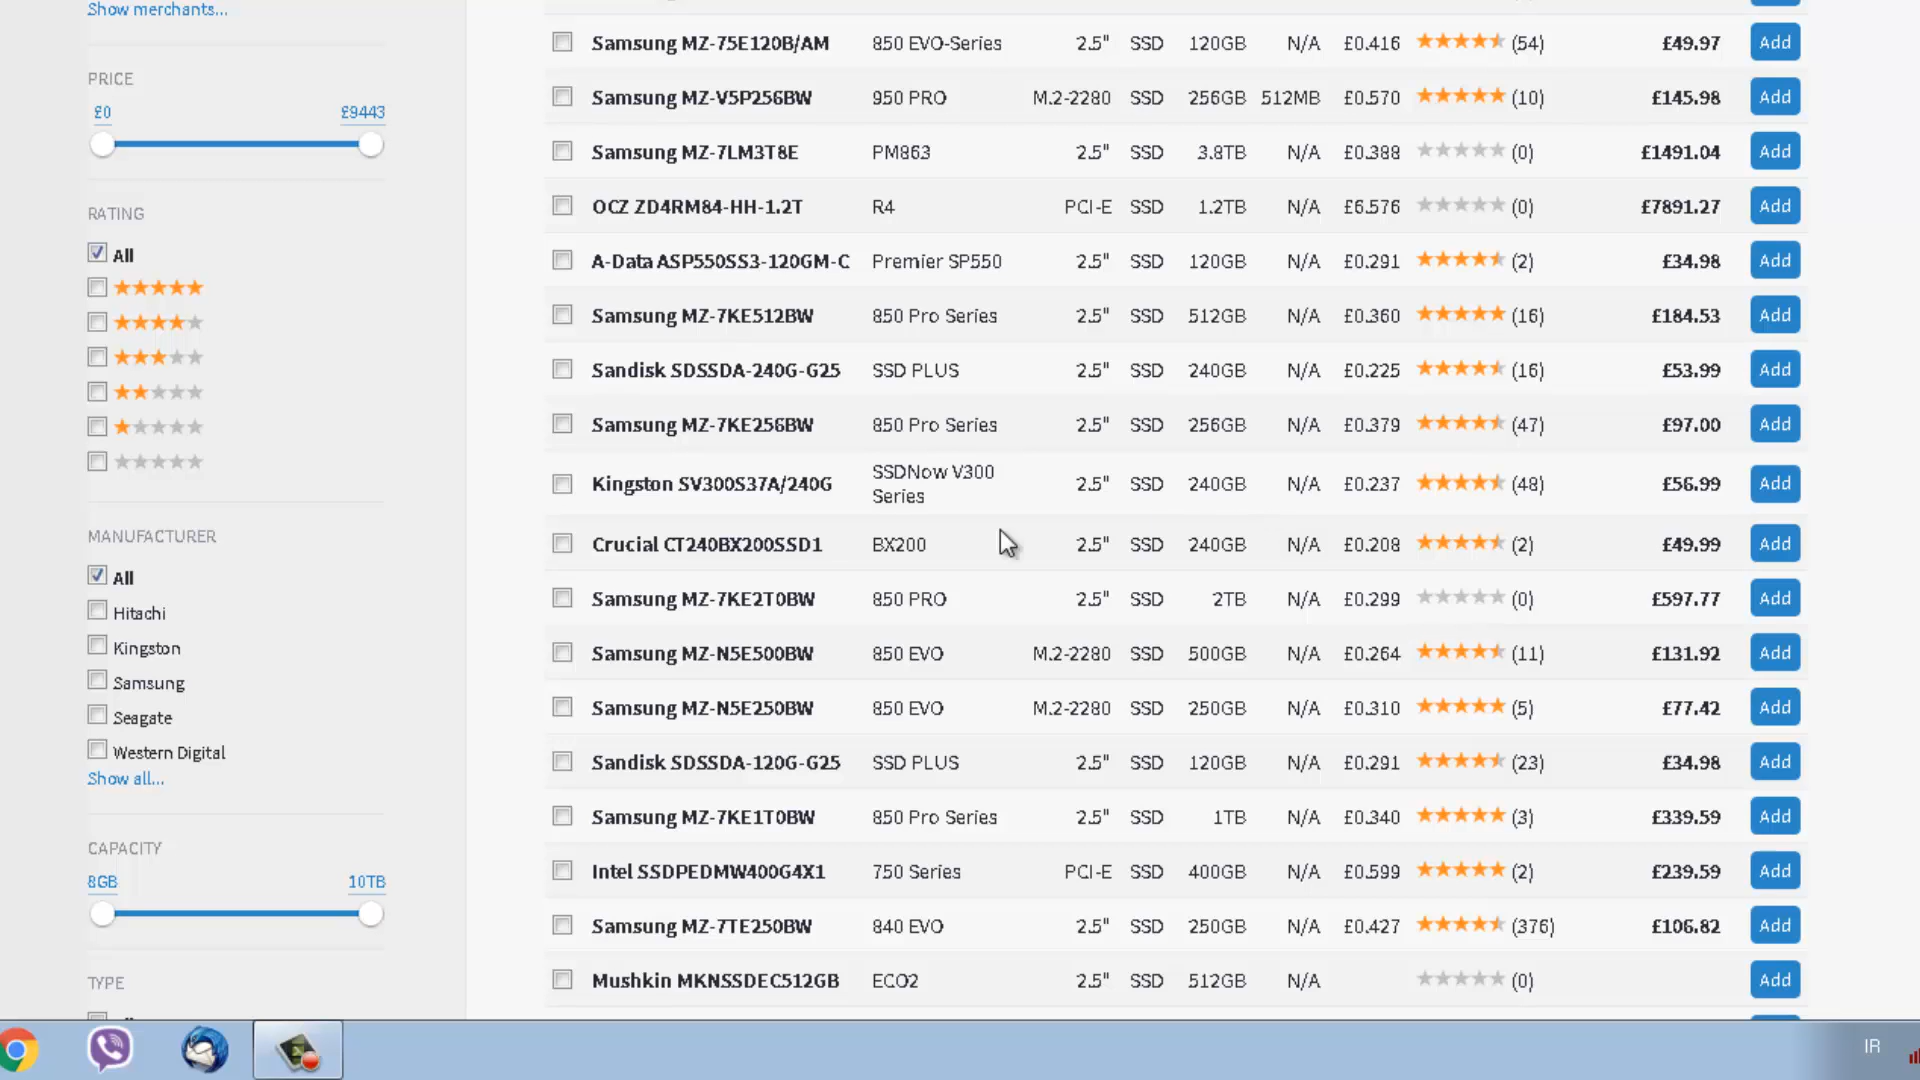 Show merchants...
PRICE
£0 £9443
RATING
All
MANUFACTURER
All
Hitachi
Kingston
Samsung
Seagate
Western Digital
Show all...
CAPACITY
8GB 10TB
TYPE
Samsung MZ-75E120B/AM 850 EVO-Series 2.5" SSD 120GB N/A £0.416 (54) £49.97 Add
Samsung MZ-V5P256BW 950 PRO M.2-2280 SSD 256GB 512MB £0.570 (10) £145.98 Add
Samsung MZ-7LM3T8E PM863 2.5" SSD 3.8TB N/A £0.388 (0) £1491.04 Add
OCZ ZD4RM84-HH-1.2T R4 PCI-E SSD 1.2TB N/A £6.576 (0) £7891.27 Add
A-Data ASP550SS3-120GM-C Premier SP550 2.5" SSD 120GB N/A £0.291 (2) £34.98 Add
Samsung MZ-7KE512BW 850 Pro Series 2.5" SSD 512GB N/A £0.360 (16) £184.53 Add
Sandisk SDSSDA-240G-G25 SSD PLUS 2.5" SSD 240GB N/A £0.225 (16) £53.99 Add
Samsung MZ-7KE256BW 850 Pro Series 2.5" SSD 256GB N/A £0.379 (47) £97.00 Add
Kingston SV300S37A/240G SSDNow V300 Series 2.5" SSD 240GB N/A £0.237 (48) £56.99 Add
Crucial CT240BX200SSD1 BX200 2.5" SSD 240GB N/A £0.208 (2) £49.99 Add
Samsung MZ-7KE2T0BW 850 PRO 2.5" SSD 2TB N/A £0.299 (0) £597.77 Add
Samsung MZ-N5E500BW 850 EVO M.2-2280 SSD 500GB N/A £0.264 (11) £131.92 Add
Samsung MZ-N5E250BW 850 EVO M.2-2280 SSD 250GB N/A £0.310 (5) £77.42 Add
Sandisk SDSSDA-120G-G25 SSD PLUS 2.5" SSD 120GB N/A £0.291 (23) £34.98 Add
Samsung MZ-7KE1T0BW 850 Pro Series 2.5" SSD 1TB N/A £0.340 (3) £339.59 Add
Intel SSDPEDMW400G4X1 750 Series PCI-E SSD 400GB N/A £0.599 (2) £239.59 Add
Samsung MZ-7TE250BW 840 EVO 2.5" SSD 250GB N/A £0.427 (376) £106.82 Add
Mushkin MKNSSDEC512GB ECO2 2.5" SSD 512GB N/A (0) Add
IR